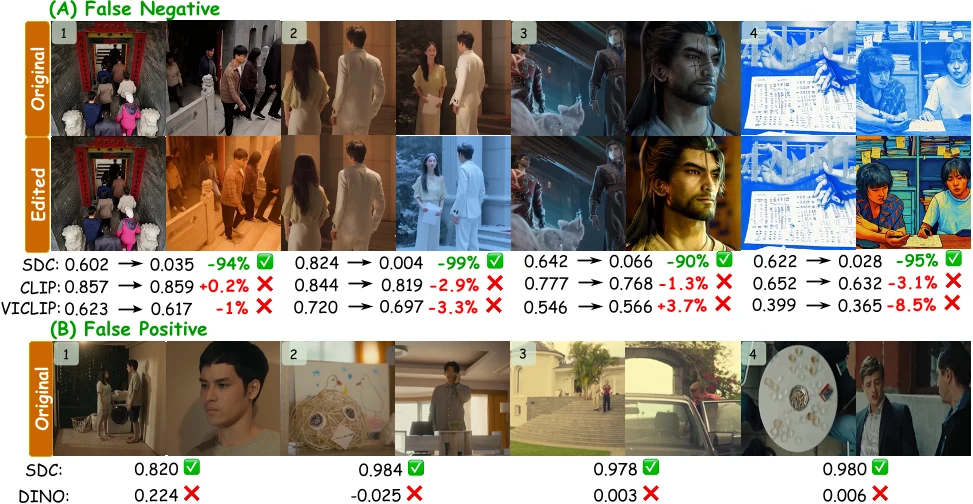 (A) False Negative
Original
1
2
3
4
Edited
SDC: 0.602 → 0.035 -94% ✅ 0.824 → 0.004 -99% ✅ 0.642 → 0.066 -90% ✅ 0.622 → 0.028 -95% ✅
CLIP: 0.857 → 0.859 +0.2% ❌ 0.844 → 0.819 -2.9% ❌ 0.777 → 0.768 -1.3% ❌ 0.652 → 0.632 -3.1% ❌
VICLIP: 0.623 → 0.617 -1% ❌ 0.720 → 0.697 -3.3% ❌ 0.546 → 0.566 +3.7% ❌ 0.399 → 0.365 -8.5% ❌
(B) False Positive
Original
1
2
3
4
SDC: 0.820 ✅ 0.984 ✅ 0.978 ✅ 0.980 ✅
DINO: 0.224 ❌ -0.025 ❌ 0.003 ❌ 0.006 ❌